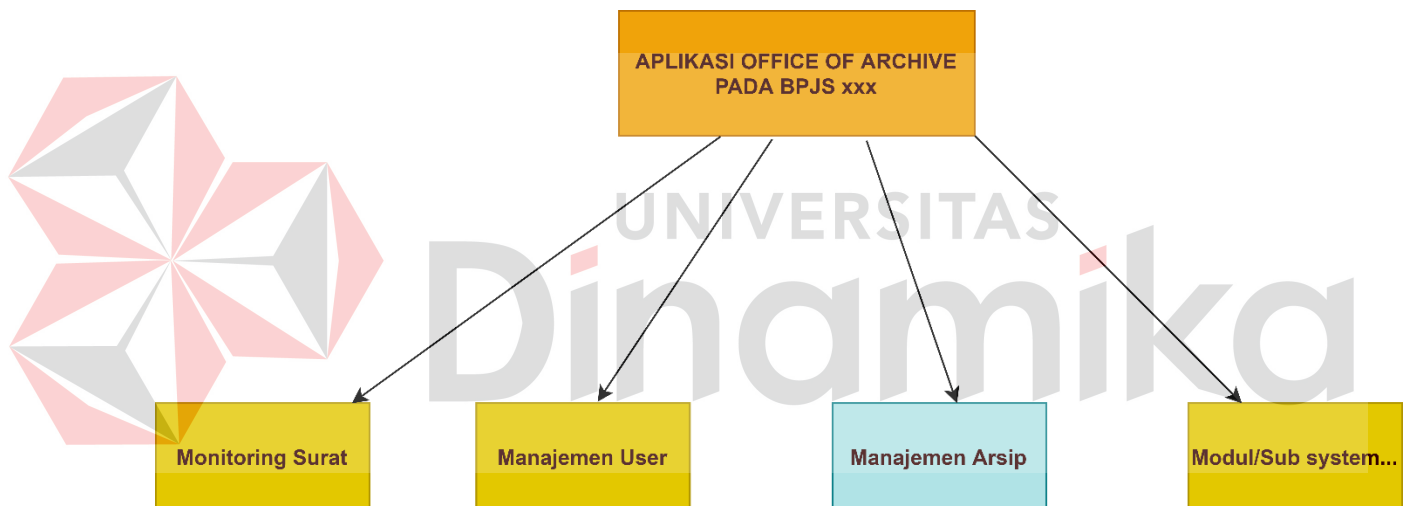 APLIKASI OFFICE OF ARCHIVE
PADA BPJS xxx
UNIVERSITAS
Dinamika
Monitoring Surat
Manajemen User
Manajemen Arsip
Modul/Sub system...